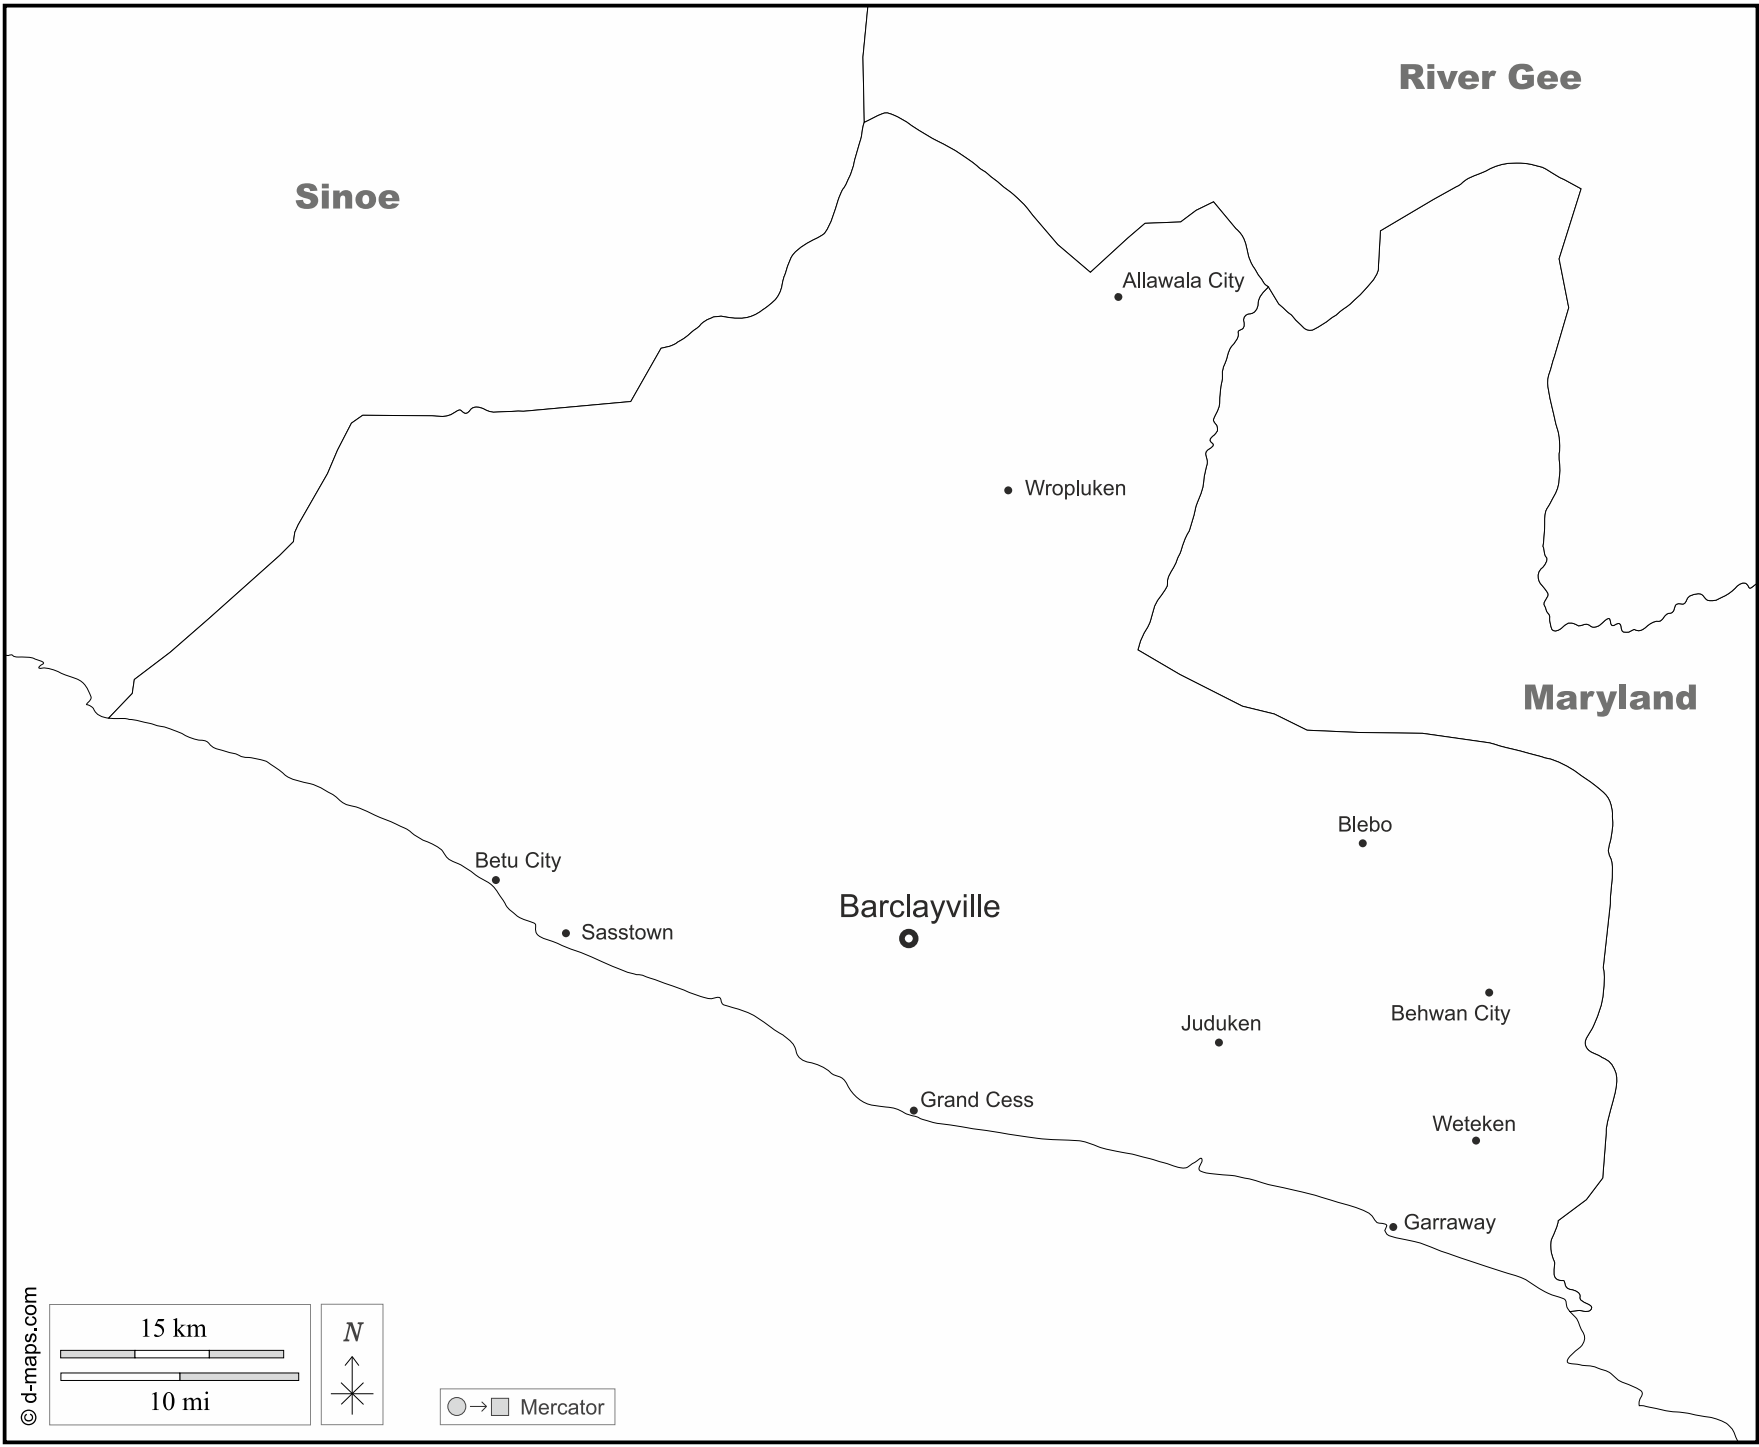 River Gee
Sinoe
Allawala City
Wropluken
Maryland
Blebo
Betu City
Barclayville
Sasstown
Behwan City
Juduken
Grand Cess
Weteken
Garraway
© d-maps.com
15 km
10 mi
N
Mercator